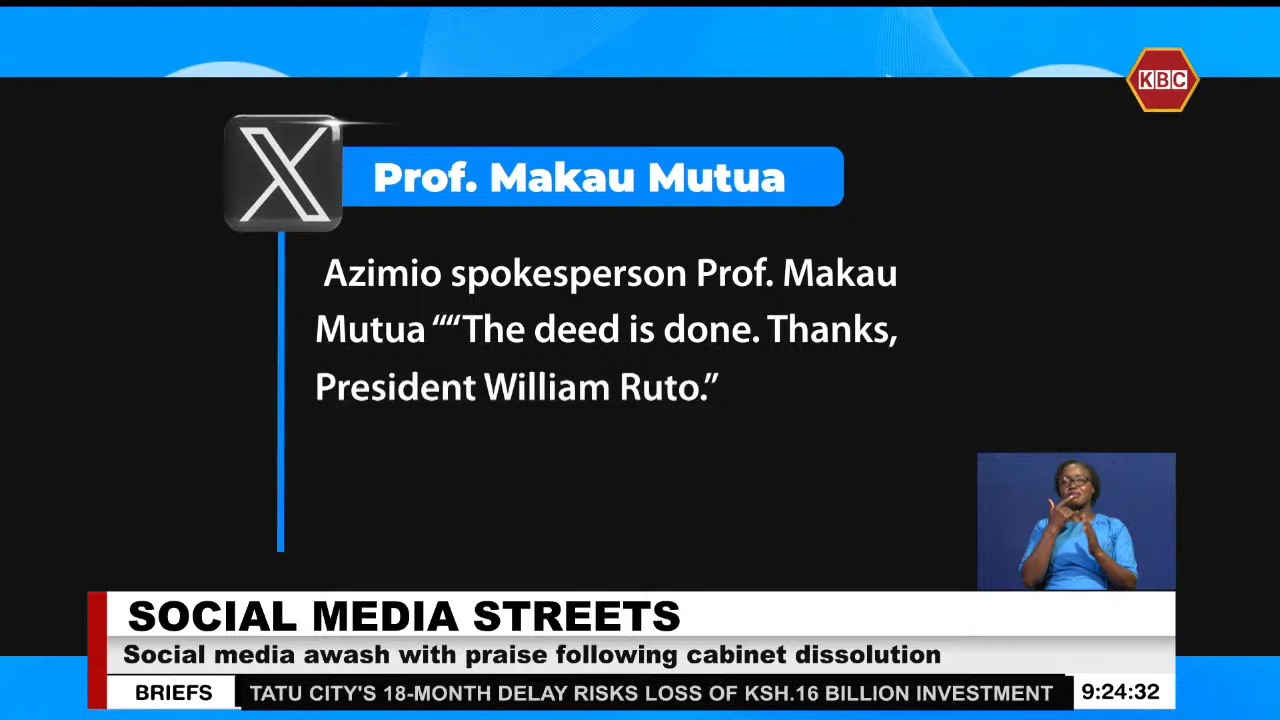 KBC
X
Prof. Makau Mutua
Azimio spokesperson Prof. Makau
Mutua ““The deed is done. Thanks,
President William Ruto.”
SOCIAL MEDIA STREETS
Social media awash with praise following cabinet dissolution
BRIEFS TATU CITY'S 18-MONTH DELAY RISKS LOSS OF KSH.16 BILLION INVESTMENT 9:24:32